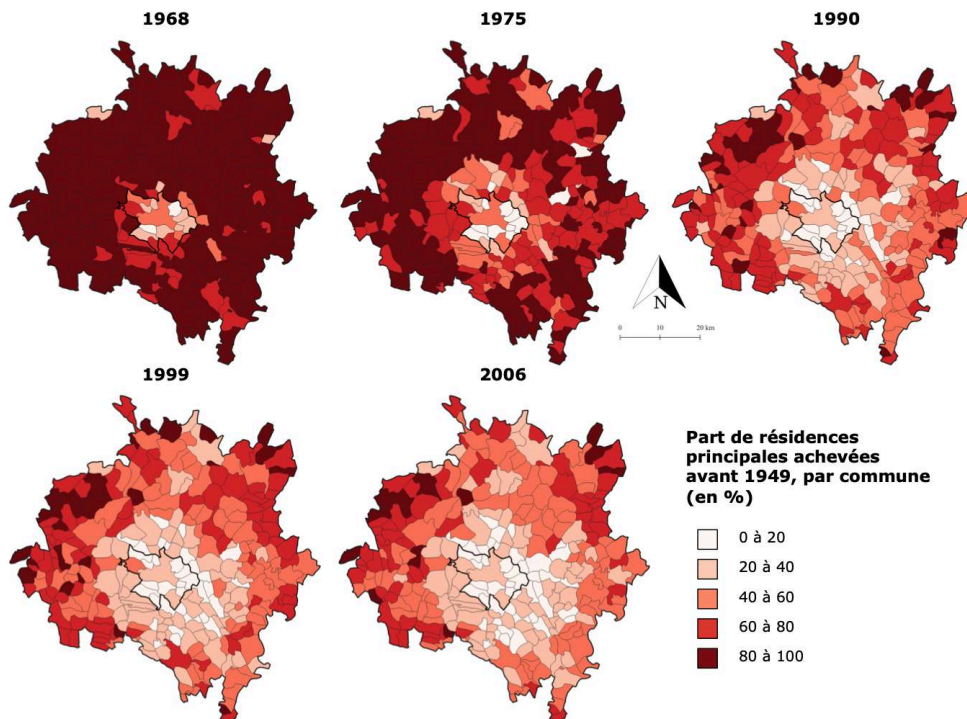 1968
1975
1990
N
0 10 20 km
1999
2006
Part de résidences
principales achevées
avant 1949, par commune
(en %)
0 à 20
20 à 40
40 à 60
60 à 80
80 à 100